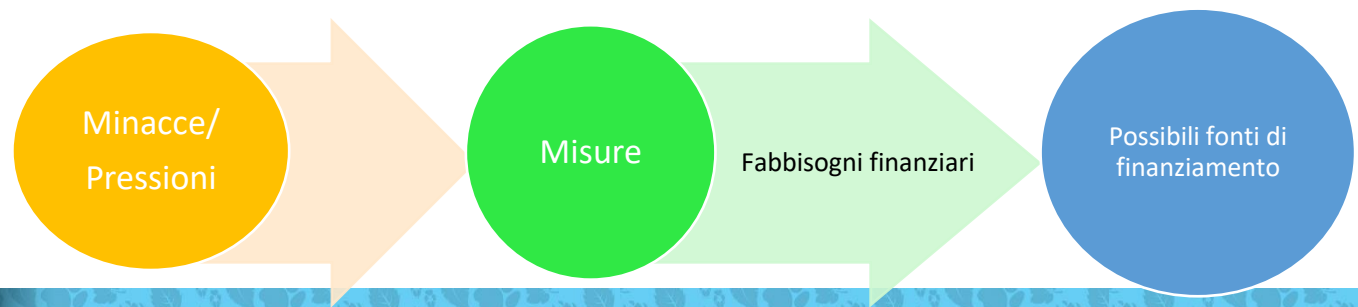 Minacce/
Pressioni
Misure
Fabbisogni finanziari
Possibili fonti di
finanziamento